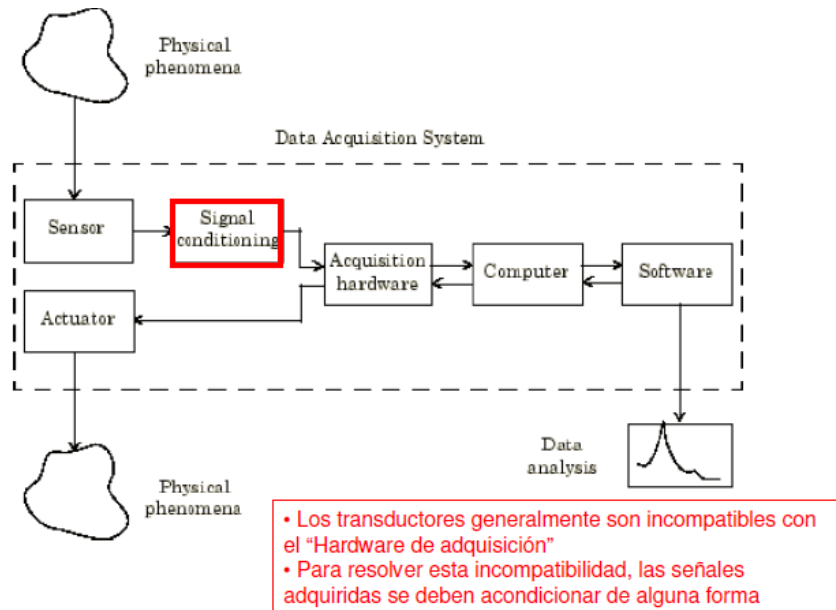 Physical
phenomena
Data Acquisition System
Sensor
Signal
conditioning
Acquisition
hardware
Computer
Software
Actuator
Physical
phenomena
Data
analysis
• Los transductores generalmente son incompatibles con
el “Hardware de adquisición”
• Para resolver esta incompatibilidad, las señales
adquiridas se deben acondicionar de alguna forma